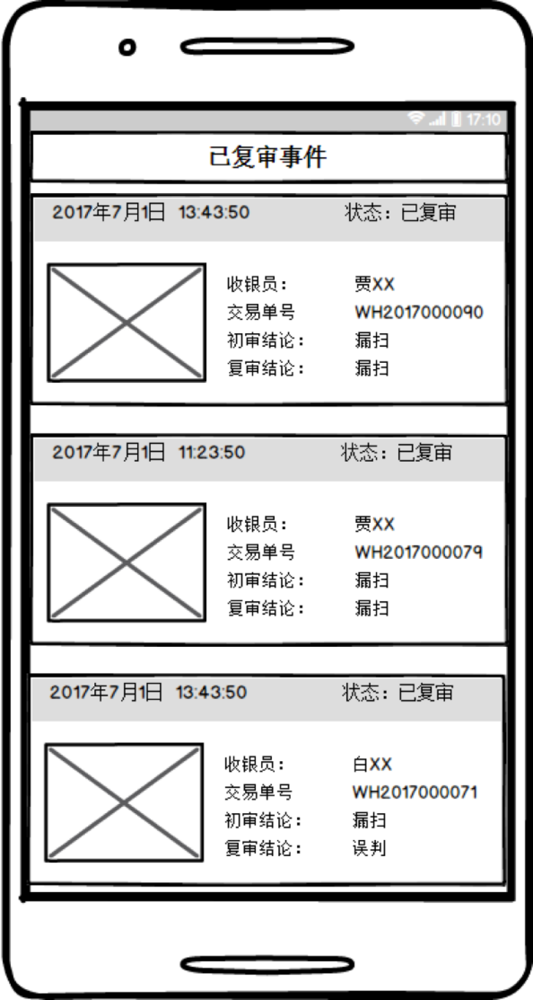 17:10
已复审事件
2017年7月1日 13:43:50 状态：已复审
收银员： 贾XX
交易单号 WH2017000090
初审结论： 漏扫
复审结论： 漏扫
2017年7月1日 11:23:50 状态：已复审
收银员： 贾XX
交易单号 WH2017000079
初审结论： 漏扫
复审结论： 漏扫
2017年7月1日 13:43:50 状态：已复审
收银员： 白XX
交易单号 WH2017000071
初审结论： 漏扫
复审结论： 误判